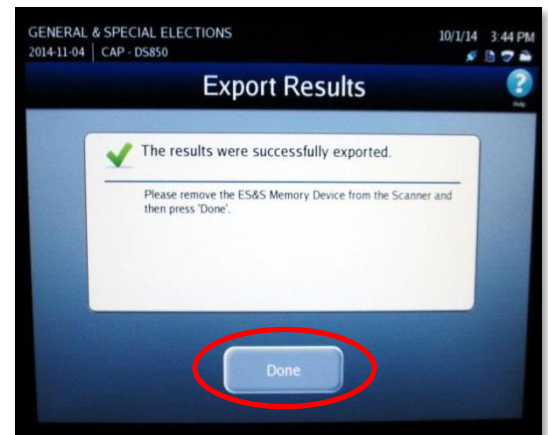 GENERAL & SPECIAL ELECTIONS 10/1/14 3:44 PM
2014-11-04 | CAP - DS850
Export Results
Help
The results were successfully exported.
Please remove the ES&S Memory Device from the Scanner and
then press 'Done'.
Done